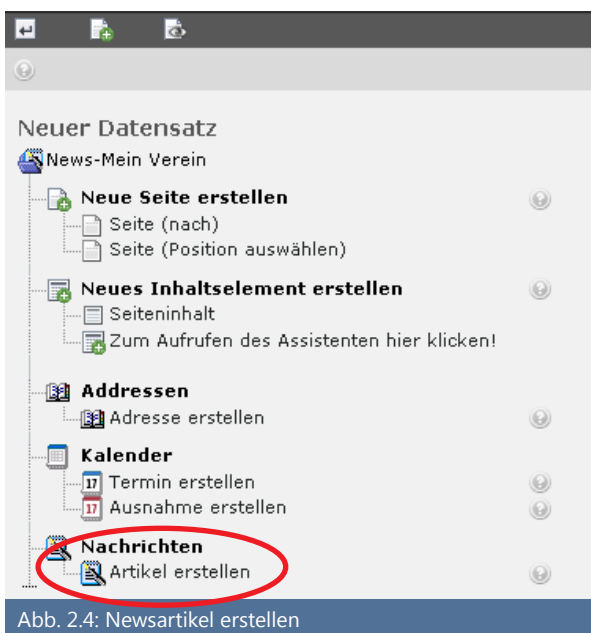 Neuer Datensatz
News-Mein Verein
Neue Seite erstellen
Seite (nach)
Seite (Position auswählen)
Neues Inhaltselement erstellen
Seiteninhalt
Zum Aufrufen des Assistenten hier klicken!
Addressen
Adresse erstellen
Kalender
17 Termin erstellen
17 Ausnahme erstellen
Nachrichten
Artikel erstellen
Abb. 2.4: Newsartikel erstellen